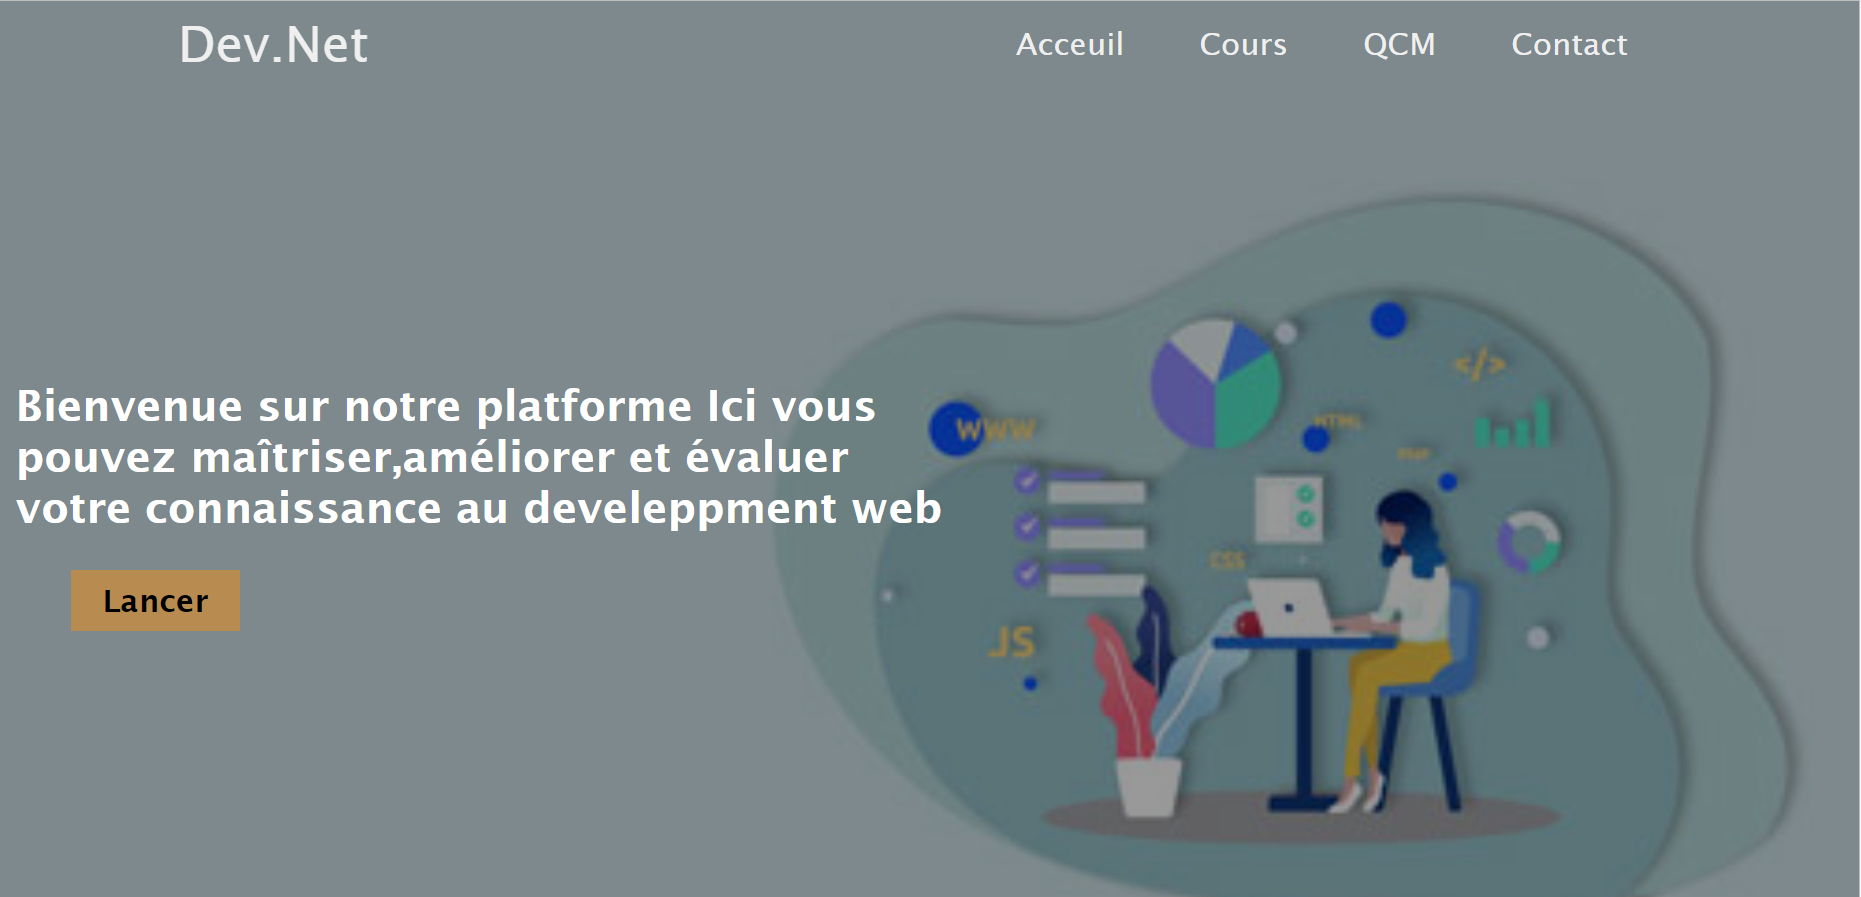 Dev.Net
Acceuil Cours QCM Contact
Bienvenue sur notre platforme Ici vous
pouvez maîtriser,améliorer et évaluer
votre connaissance au develeppment web
Lancer
</>
WWW
HTML
CSS
JS